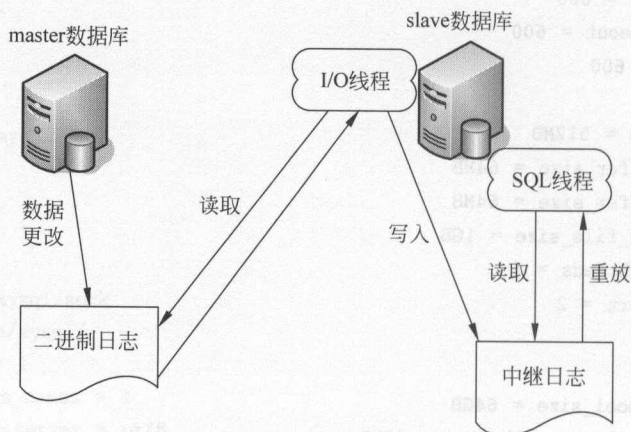 master数据库
slave数据库
I/O线程
SQL线程
数据
更改
读取
写入
读取
重放
二进制日志
中继日志